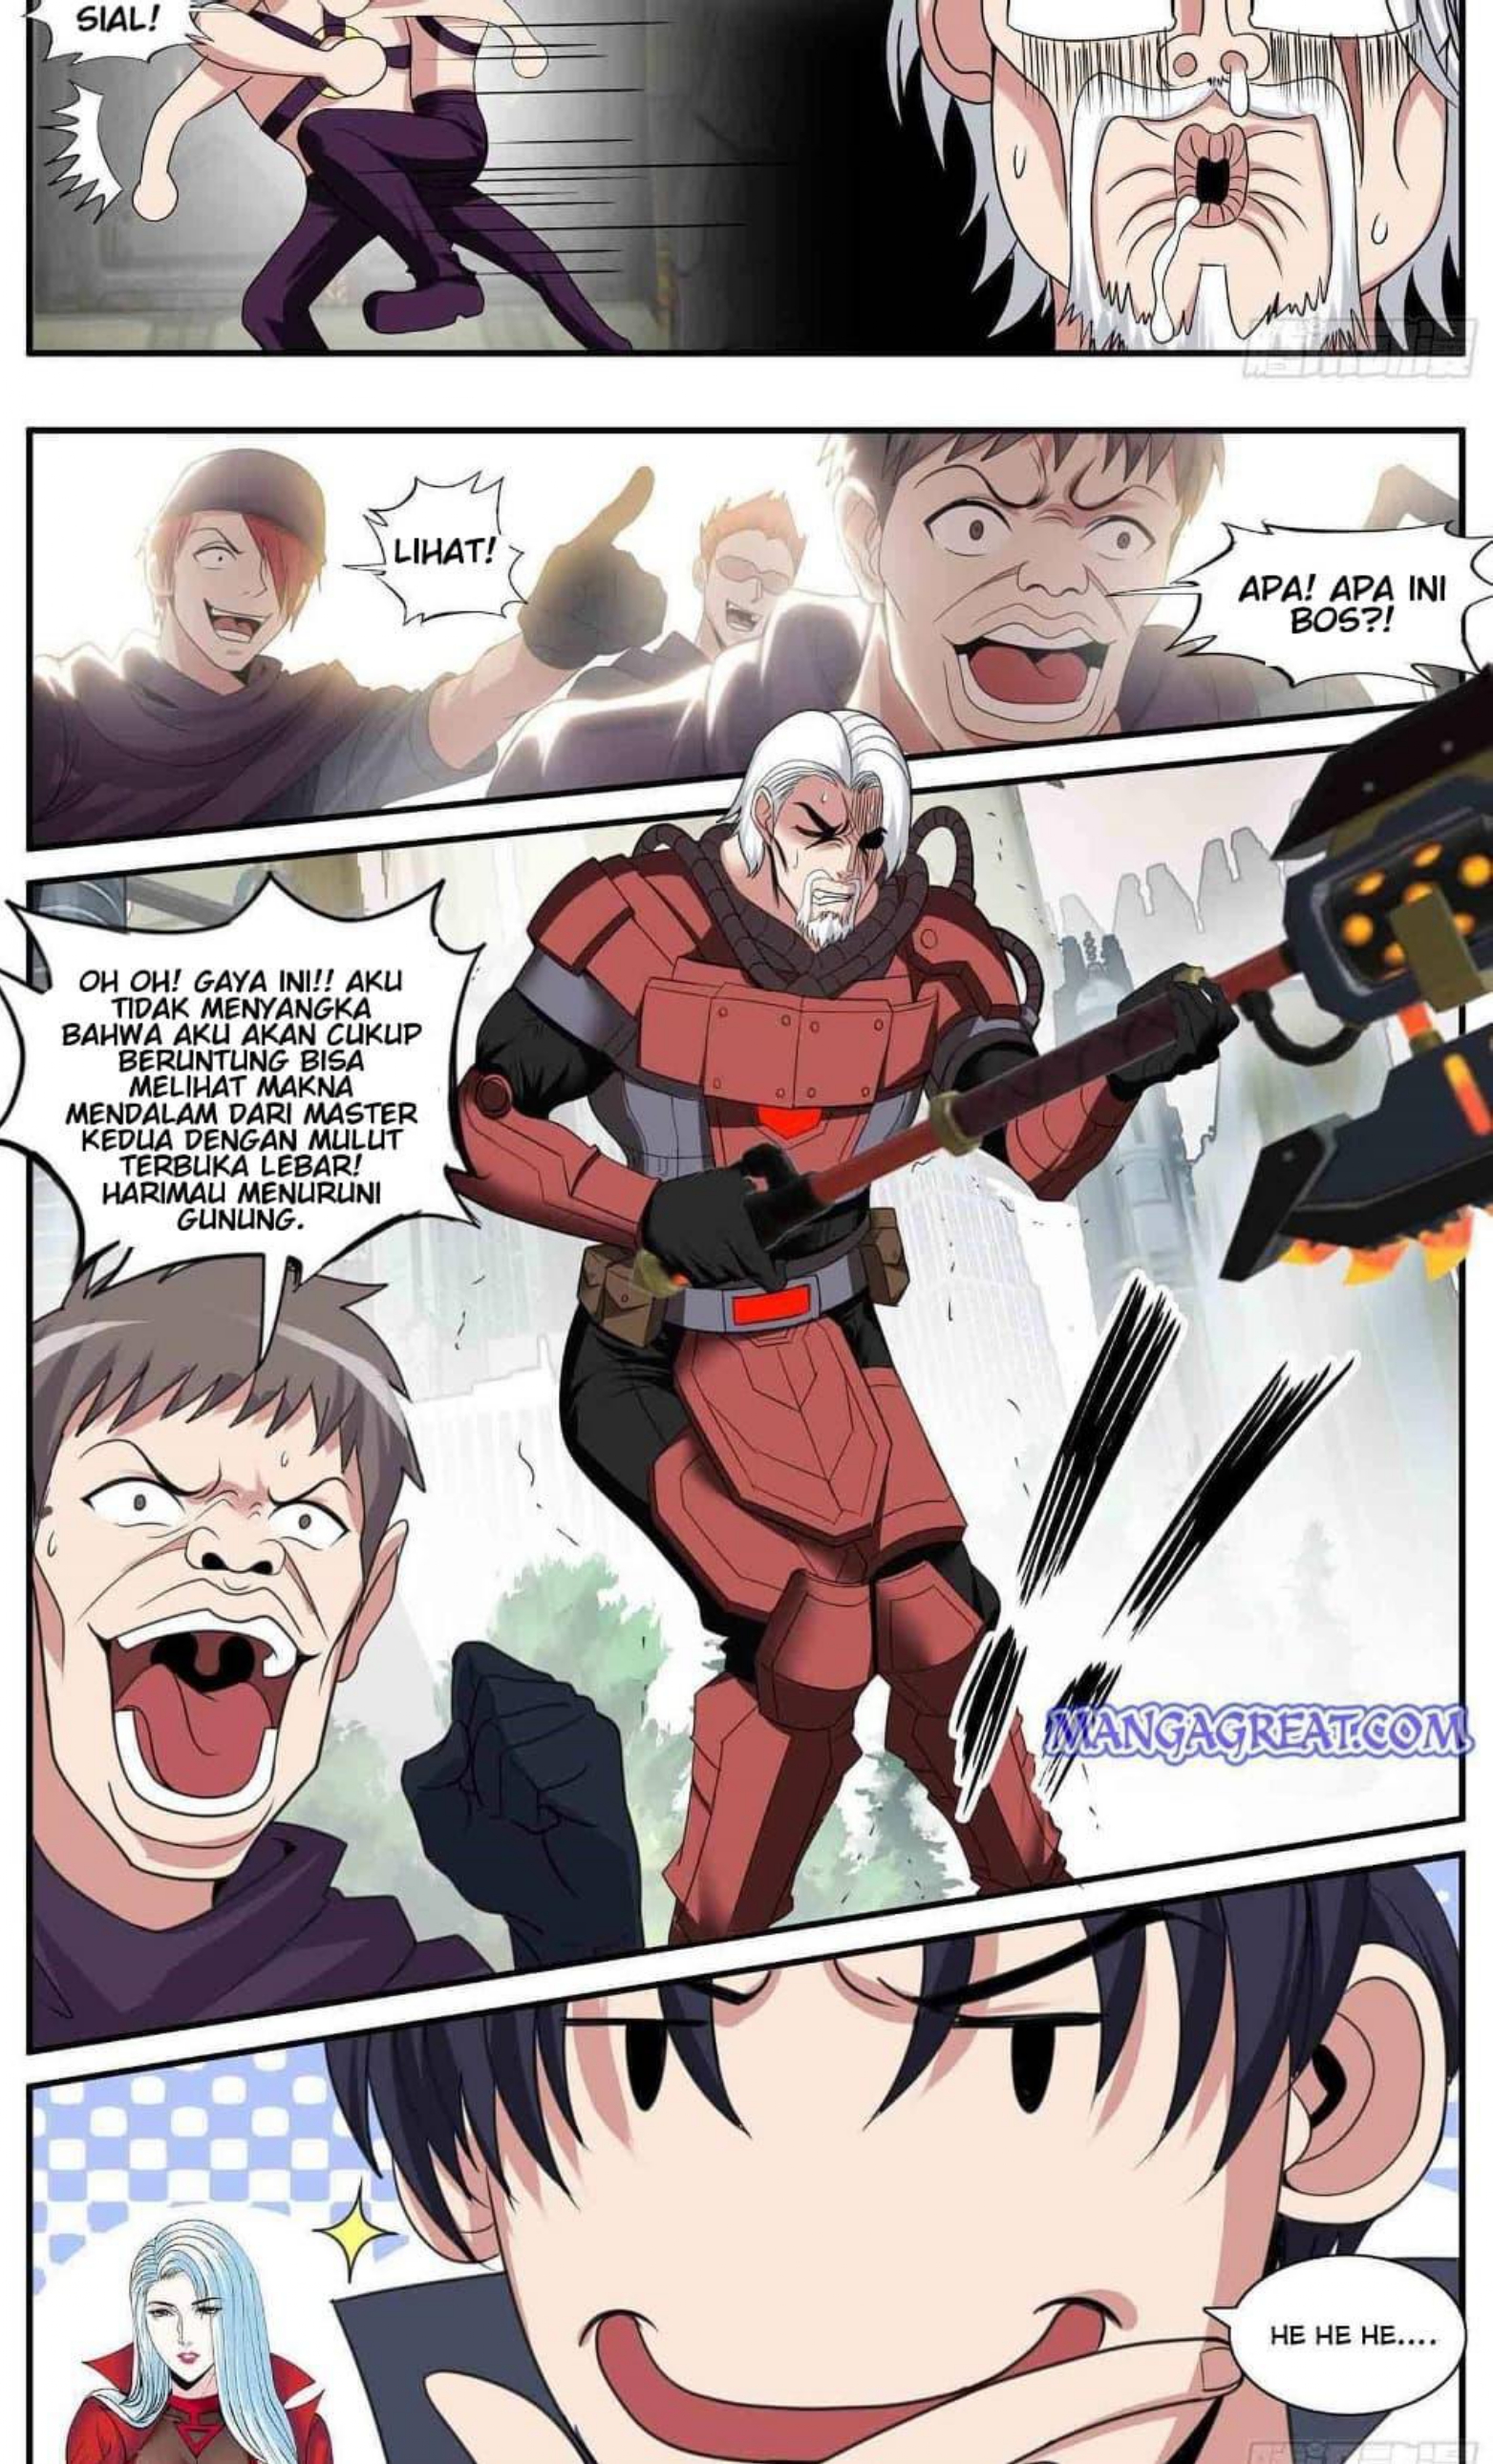 SIAL!
LIHAT!
APA! APA INI
BOS?!
OH OH! GAYA INI!! AKU
TIDAK MENYANGKA
BAHWA AKU AKAN CUKUP
BERUNTUNG BISA
MELIHAT MAKNA
MENDALAM DARI MASTER
KEDUA DENGAN MULUT
TERBUKA LEBAR!
HARIMAU MENURUNI
GUNUNG.
MANGAGREAT.COM
HE HE HE....